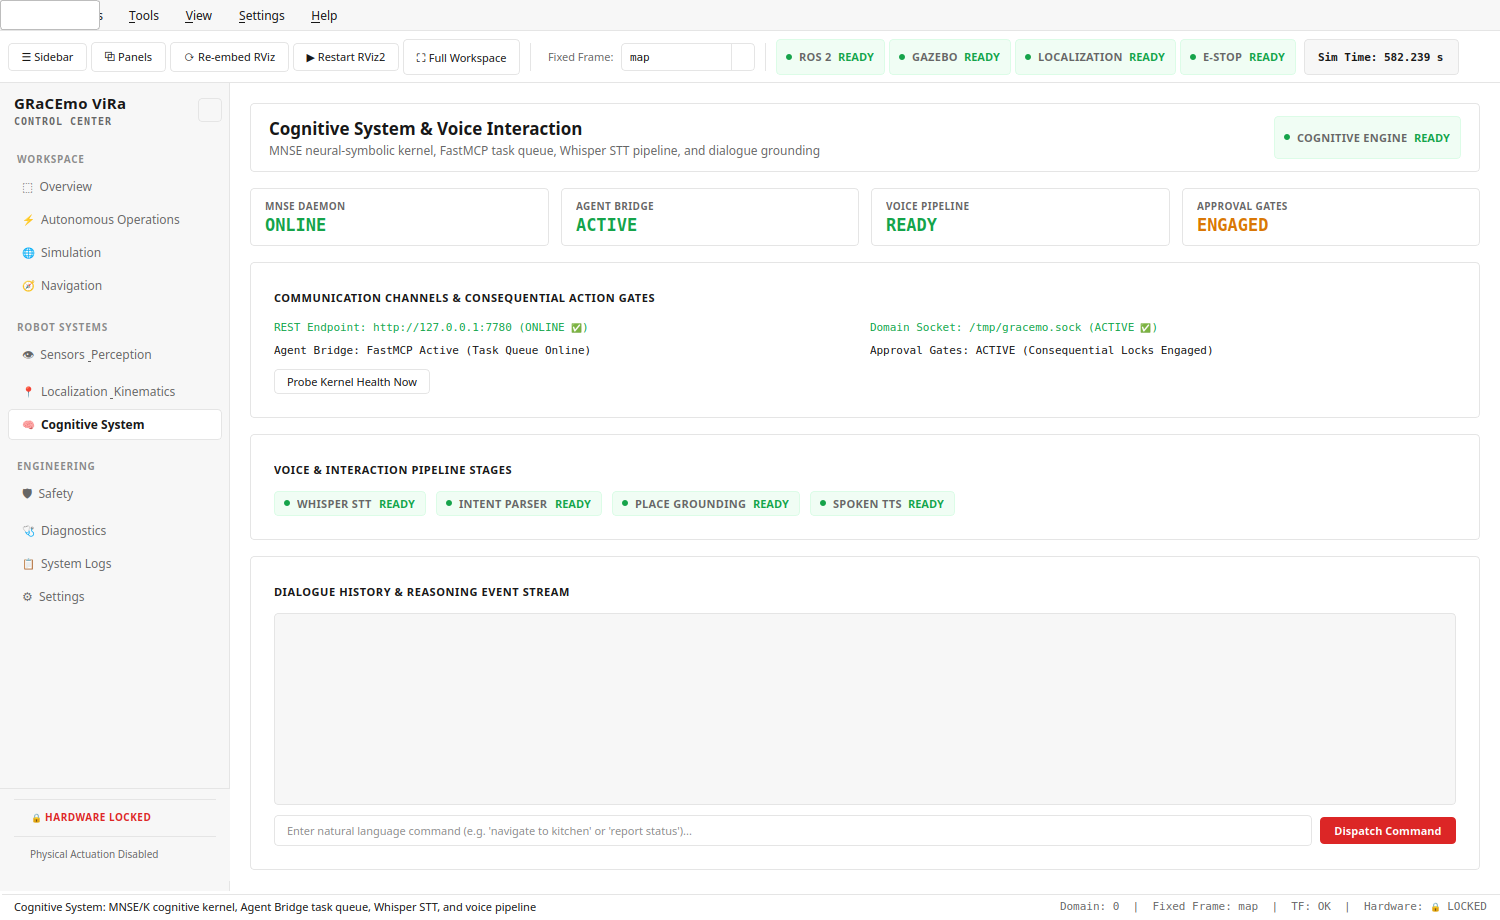 Tools View Settings Help
☰ Sidebar Panels ⟳ Re-embed RViz ▶ Restart RViz2 ⛶ Full Workspace Fixed Frame: map ROS 2 READY GAZEBO READY LOCALIZATION READY E-STOP READY Sim Time: 582.239 s
GRaCEmo ViRa
CONTROL CENTER
WORKSPACE
Overview
Autonomous Operations
Simulation
Navigation
ROBOT SYSTEMS
Sensors _Perception
Localization _Kinematics
Cognitive System
ENGINEERING
Safety
Diagnostics
System Logs
Settings
HARDWARE LOCKED
Physical Actuation Disabled
Cognitive System & Voice Interaction
MNSE neural-symbolic kernel, FastMCP task queue, Whisper STT pipeline, and dialogue grounding
COGNITIVE ENGINE READY
MNSE DAEMON
ONLINE
AGENT BRIDGE
ACTIVE
VOICE PIPELINE
READY
APPROVAL GATES
ENGAGED
COMMUNICATION CHANNELS & CONSEQUENTIAL ACTION GATES
REST Endpoint: http://127.0.0.1:7780 (ONLINE ✅)
Domain Socket: /tmp/gracemo.sock (ACTIVE ✅)
Agent Bridge: FastMCP Active (Task Queue Online)
Approval Gates: ACTIVE (Consequential Locks Engaged)
Probe Kernel Health Now
VOICE & INTERACTION PIPELINE STAGES
WHISPER STT READY INTENT PARSER READY PLACE GROUNDING READY SPOKEN TTS READY
DIALOGUE HISTORY & REASONING EVENT STREAM
Enter natural language command (e.g. 'navigate to kitchen' or 'report status')...
Dispatch Command
Cognitive System: MNSE/K cognitive kernel, Agent Bridge task queue, Whisper STT, and voice pipeline
Domain: 0 | Fixed Frame: map | TF: OK | Hardware: 🔒 LOCKED